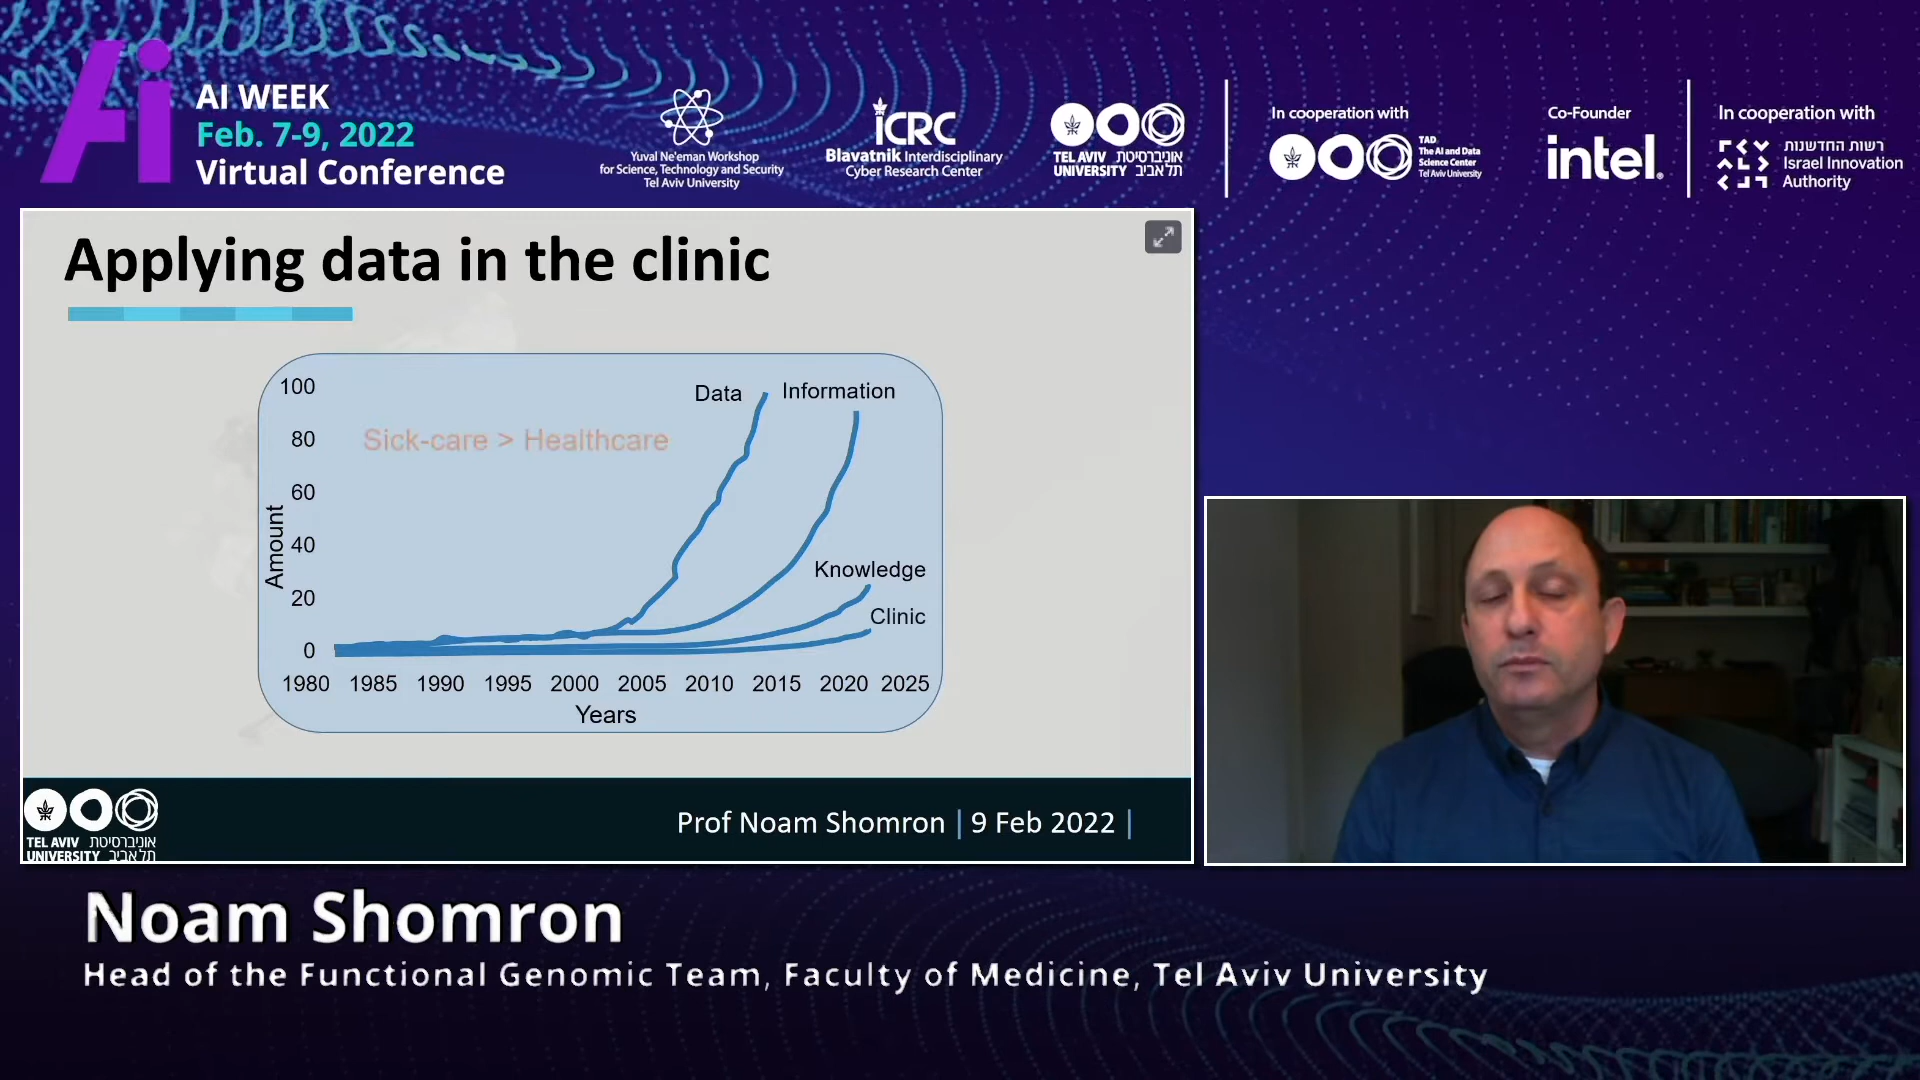 Ai
AI WEEK
Feb. 7-9, 2022
Virtual Conference
Yuval Ne'eman Workshop
for Science, Technology and Security
Tel Aviv University
iCRC
Blavatnik Interdisciplinary
Cyber Research Center
TEL AVIV אוניברסיטת
UNIVERSITY תל אביב
In cooperation with
TAD
The AI and Data
Science Center
Tel Aviv University
Co-Founder
intel.
In cooperation with
רשות החדשנות
Israel Innovation
Authority
Applying data in the clinic
Sick-care > Healthcare
Data
Information
Knowledge
Clinic
Amount
100
80
60
40
20
0
1980 1985 1990 1995 2000 2005 2010 2015 2020 2025
Years
TEL AVIV אוניברסיטת
UNIVERSITY תל אביב
Prof Noam Shomron | 9 Feb 2022 |
Noam Shomron
Head of the Functional Genomic Team, Faculty of Medicine, Tel Aviv University